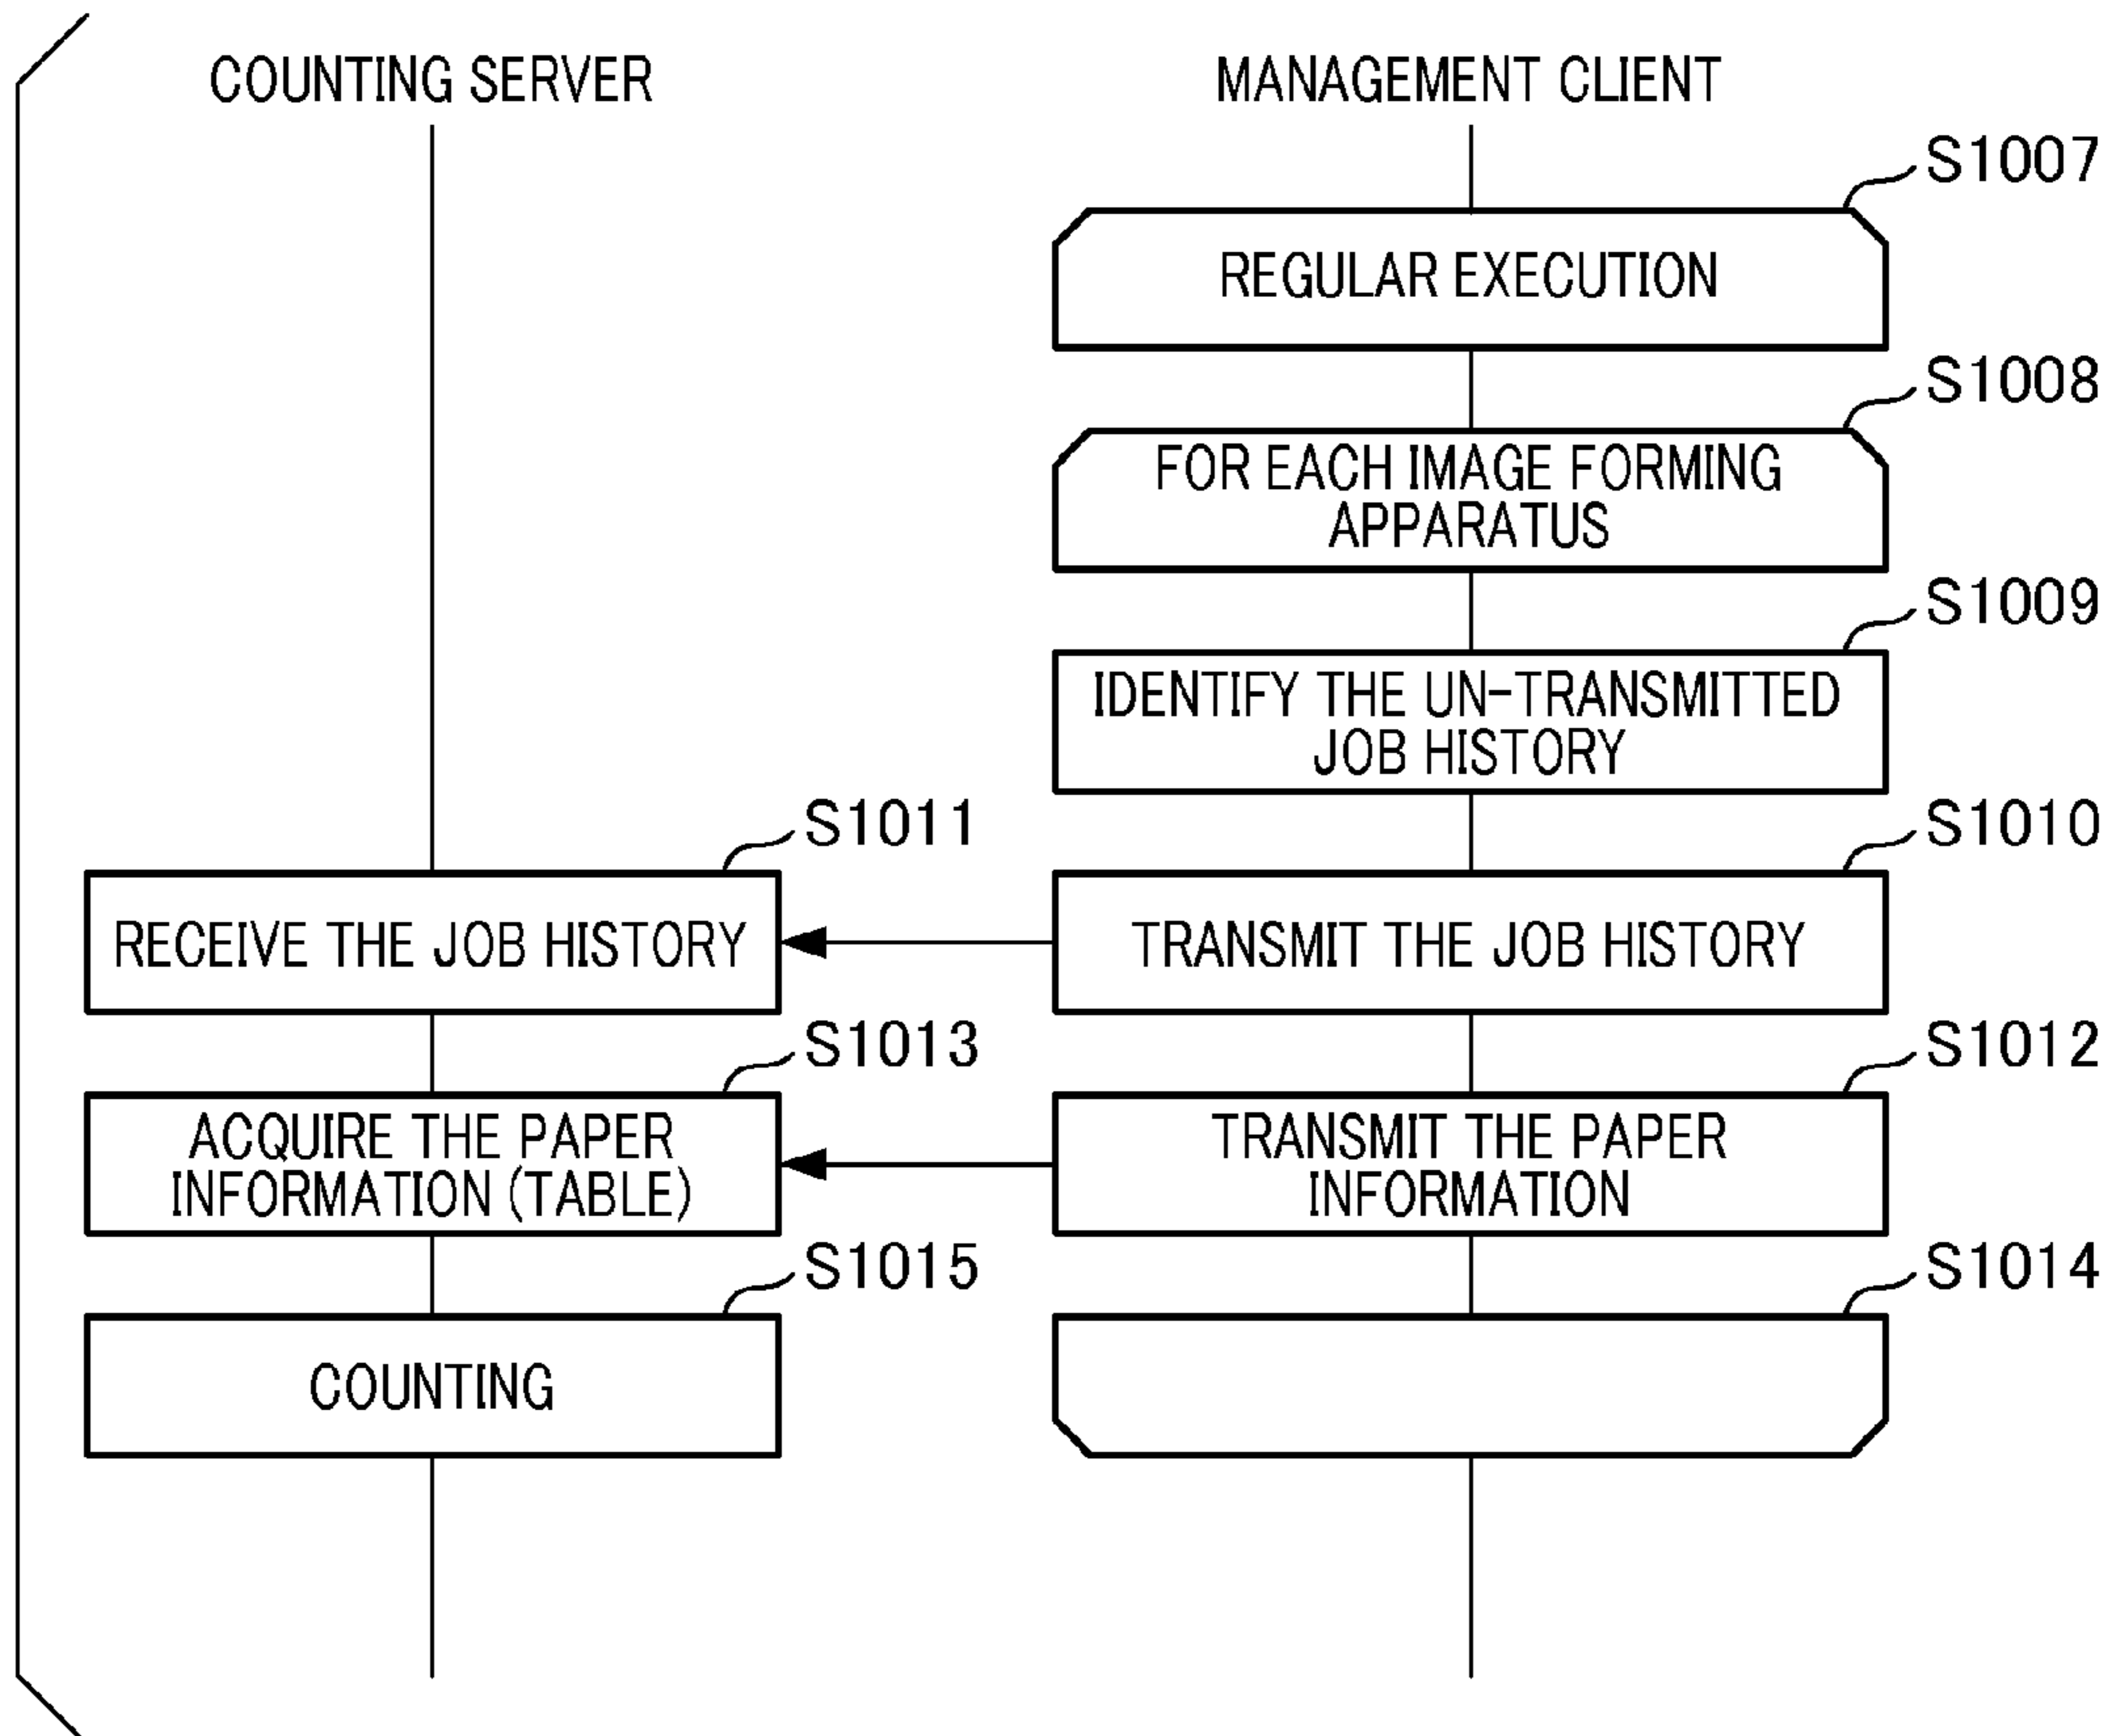 COUNTING SERVER
MANAGEMENT CLIENT
S1007
REGULAR EXECUTION
S1008
FOR EACH IMAGE FORMING
APPARATUS
S1009
IDENTIFY THE UN-TRANSMITTED
JOB HISTORY
S1011
S1010
RECEIVE THE JOB HISTORY
TRANSMIT THE JOB HISTORY
S1013
S1012
ACQUIRE THE PAPER
INFORMATION (TABLE)
TRANSMIT THE PAPER
INFORMATION
S1015
S1014
COUNTING